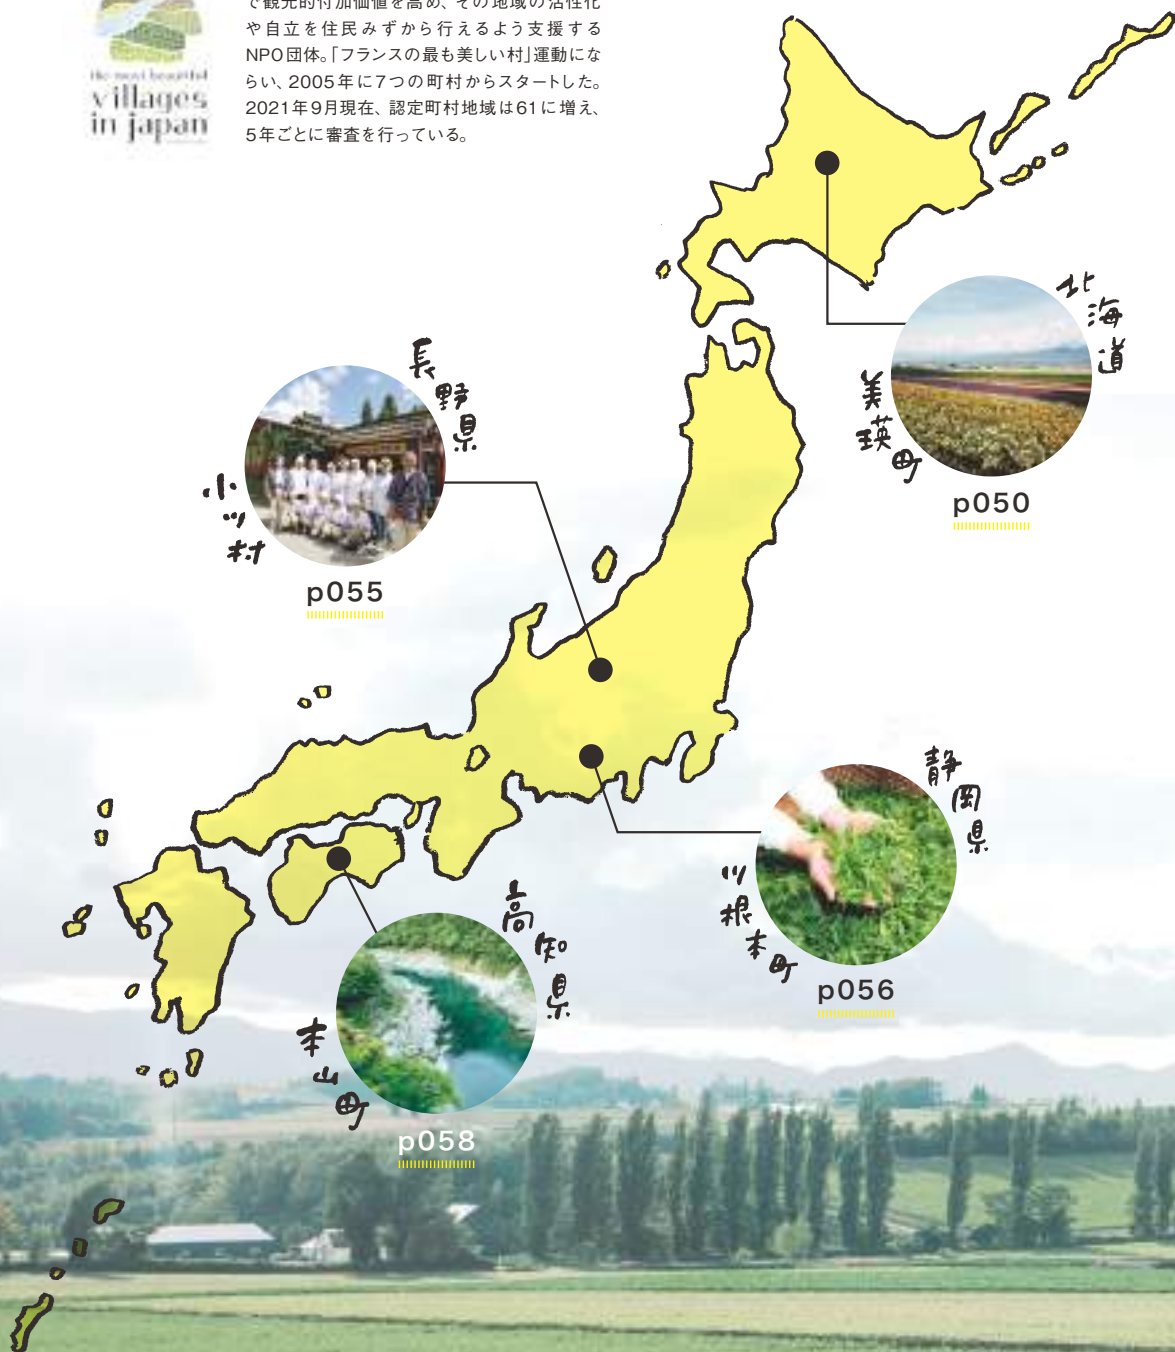 で観光的付加価値を高め、その地域の活性化
や自立を住民みずから行えるよう支援する
NPO団体。「フランスの最も美しい村」運動にな
らい、2005年に7つの町村からスタートした。
2021年9月現在、認定町村地域は61に増え、
5年ごとに審査を行っている。
the most beautiful
villages
in japan
北海道
美瑛町
p050
長野県
小川村
p055
静岡県
川根本町
p056
高知県
本山町
p058